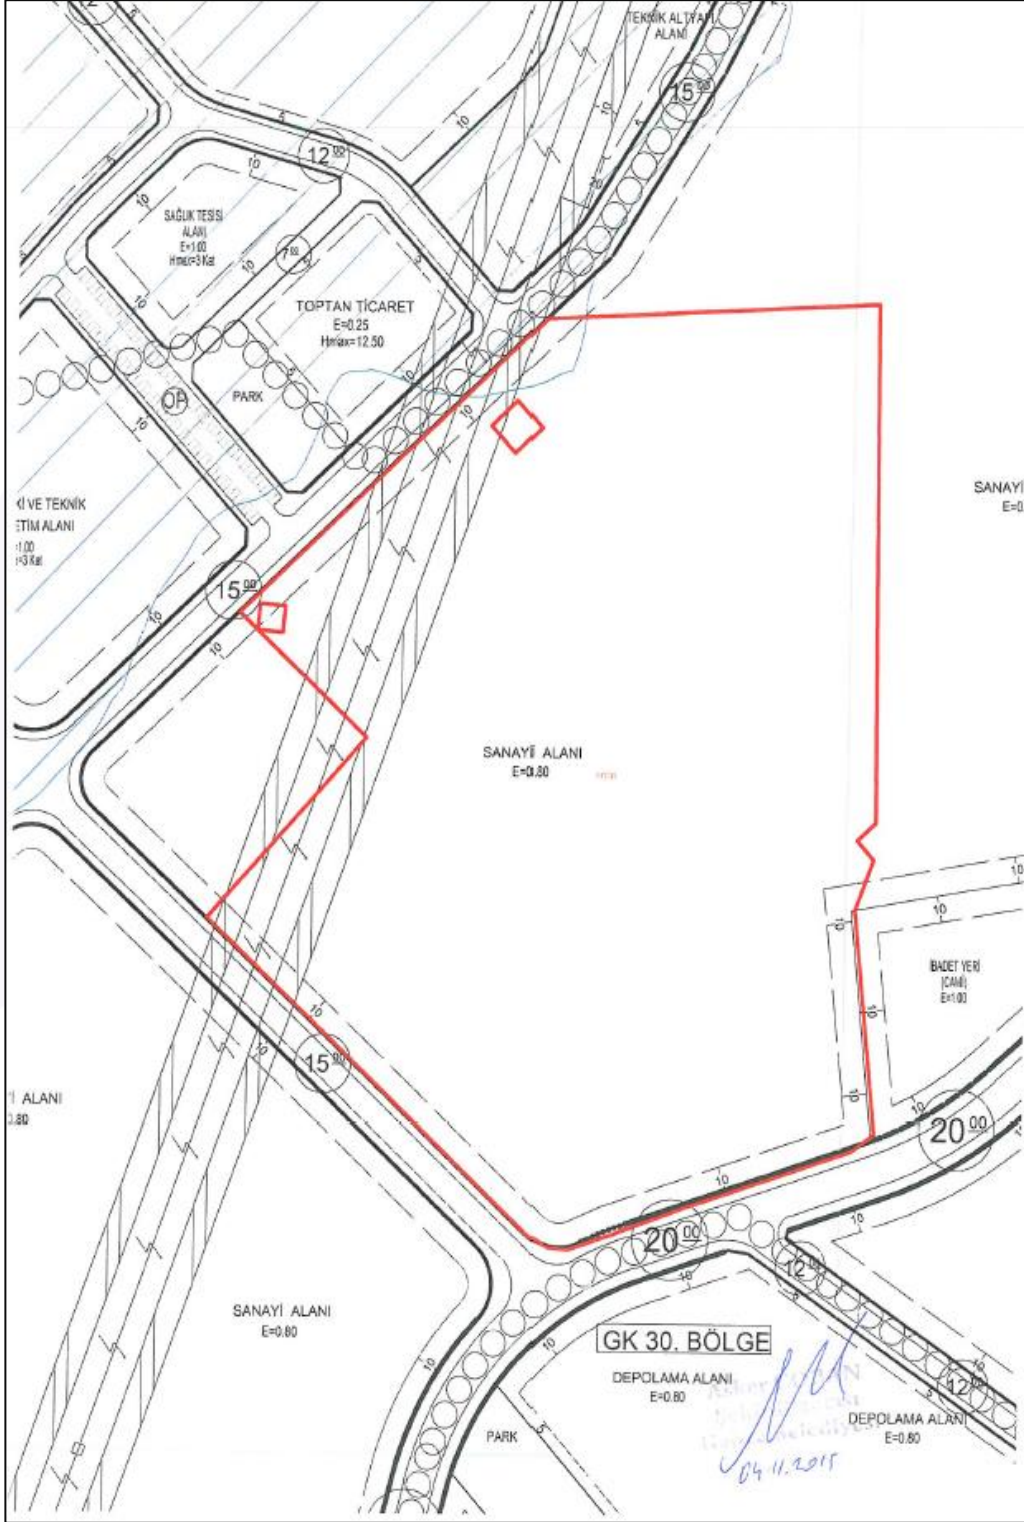 TEKNİK ALTYAPI
ALANI
15 00
12 00
SAĞLIK TESİSİ
ALANI
E=1.00
Hmax=3 Kat
7 00
TOPTAN TİCARET
E=0.25
Hmax=12.50
PARK
OP
SANAYİ
Kİ VE TEKNİK
ETİM ALANI
15 00
SANAYİİ ALANI
E=0.80
İBADET YERİ
(CAMİ)
E=1.00
15 00
ALANI
20 00
20 00
12 00
SANAYİ ALANI
E=0.80
GK 30. BÖLGE
DEPOLAMA ALANI
E=0.80
12 00
DEPOLAMA ALANI
E=0.80
PARK
04.11.2015